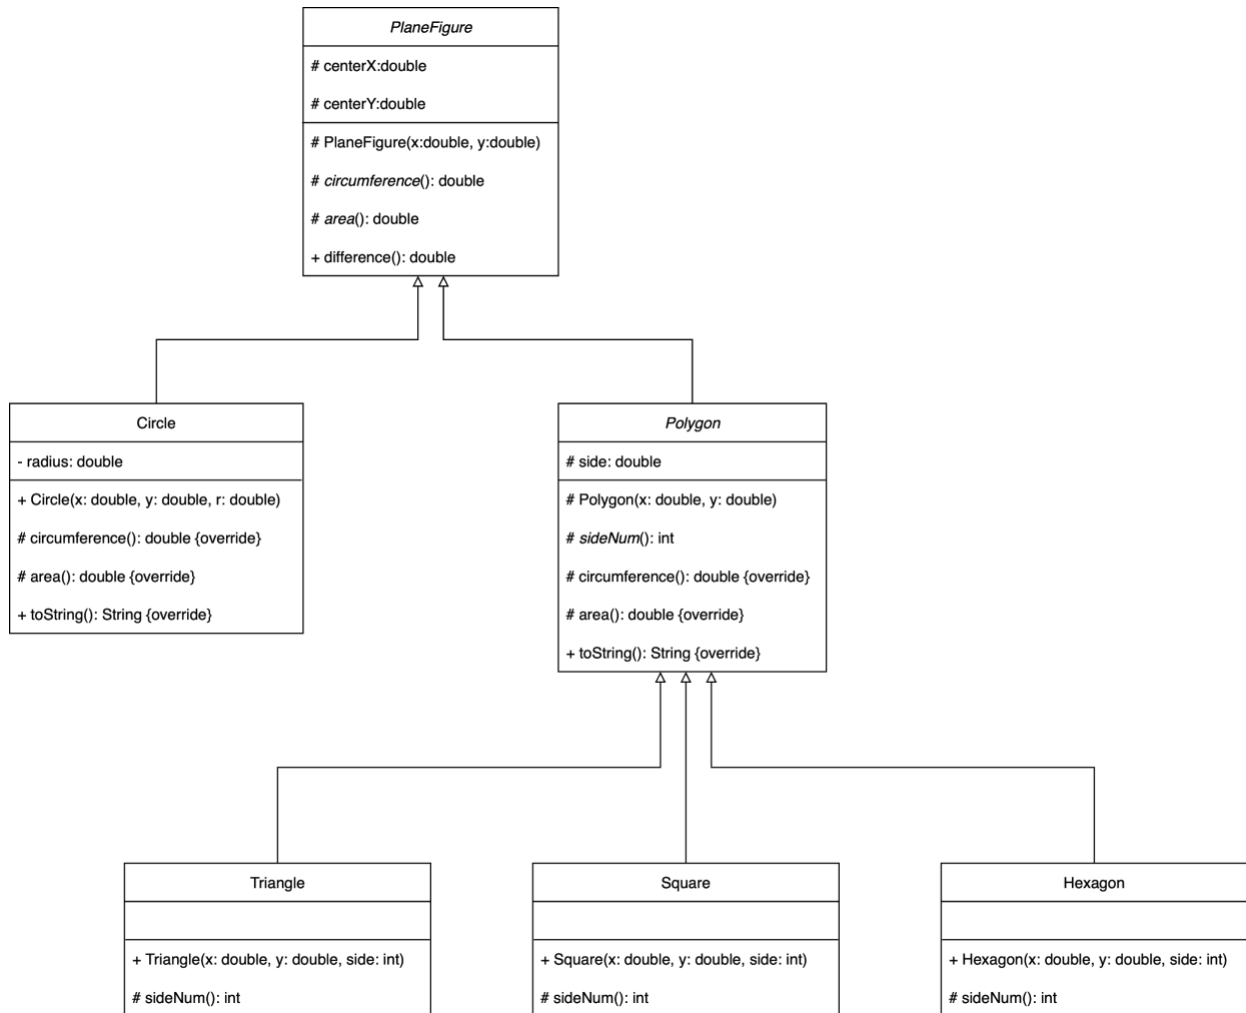 PlaneFigure
# centerX:double
# centerY:double
# PlaneFigure(x:double, y:double)
# circumference(): double
# area(): double
+ difference(): double
Circle
- radius: double
+ Circle(x: double, y: double, r: double)
# circumference(): double {override}
# area(): double {override}
+ toString(): String {override}
Polygon
# side: double
# Polygon(x: double, y: double)
# sideNum(): int
# circumference(): double {override}
# area(): double {override}
+ toString(): String {override}
Triangle
+ Triangle(x: double, y: double, side: int)
# sideNum(): int
Square
+ Square(x: double, y: double, side: int)
# sideNum(): int
Hexagon
+ Hexagon(x: double, y: double, side: int)
# sideNum(): int